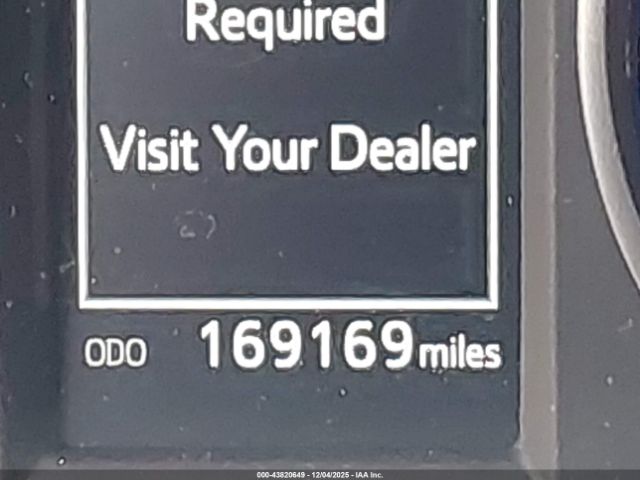 Required
Visit Your Dealer
ODO 169169 miles
000-43820649 - 12/04/2025 - IAA Inc.